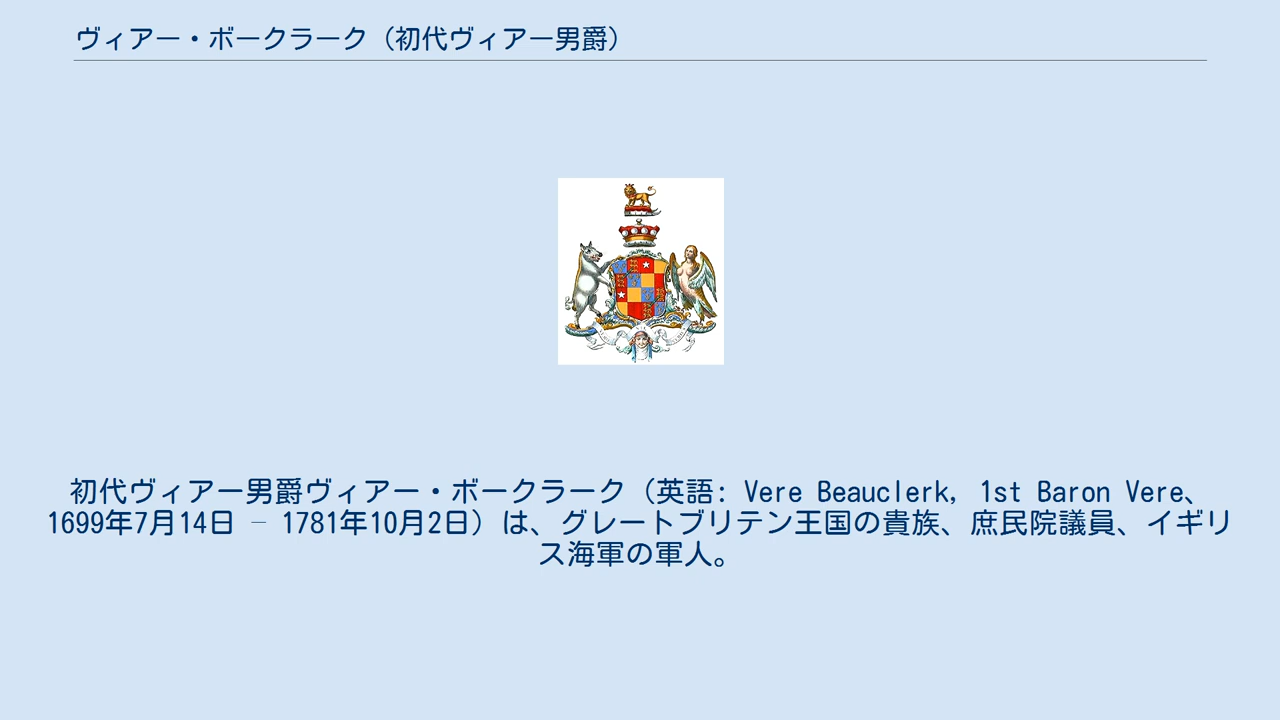 ヴィアー・ボークラーク（初代ヴィアー男爵）
初代ヴィアー男爵ヴィアー・ボークラーク（英語: Vere Beauclerk, 1st Baron Vere、
1699年7月14日 – 1781年10月2日）は、グレートブリテン王国の貴族、庶民院議員、イギリ
ス海軍の軍人。